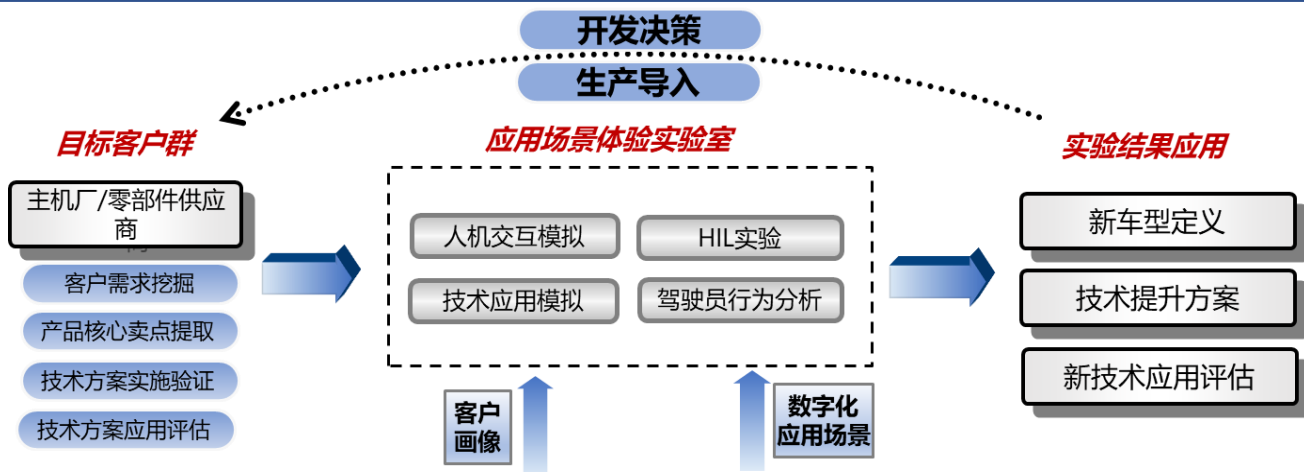 开发决策
生产导入
目标客户群
主机厂/零部件供应
商
客户需求挖掘
产品核心卖点提取
技术方案实施验证
技术方案应用评估
应用场景体验实验室
人机交互模拟
HIL实验
技术应用模拟
驾驶员行为分析
客户
画像
数字化
应用场景
实验结果应用
新车型定义
技术提升方案
新技术应用评估